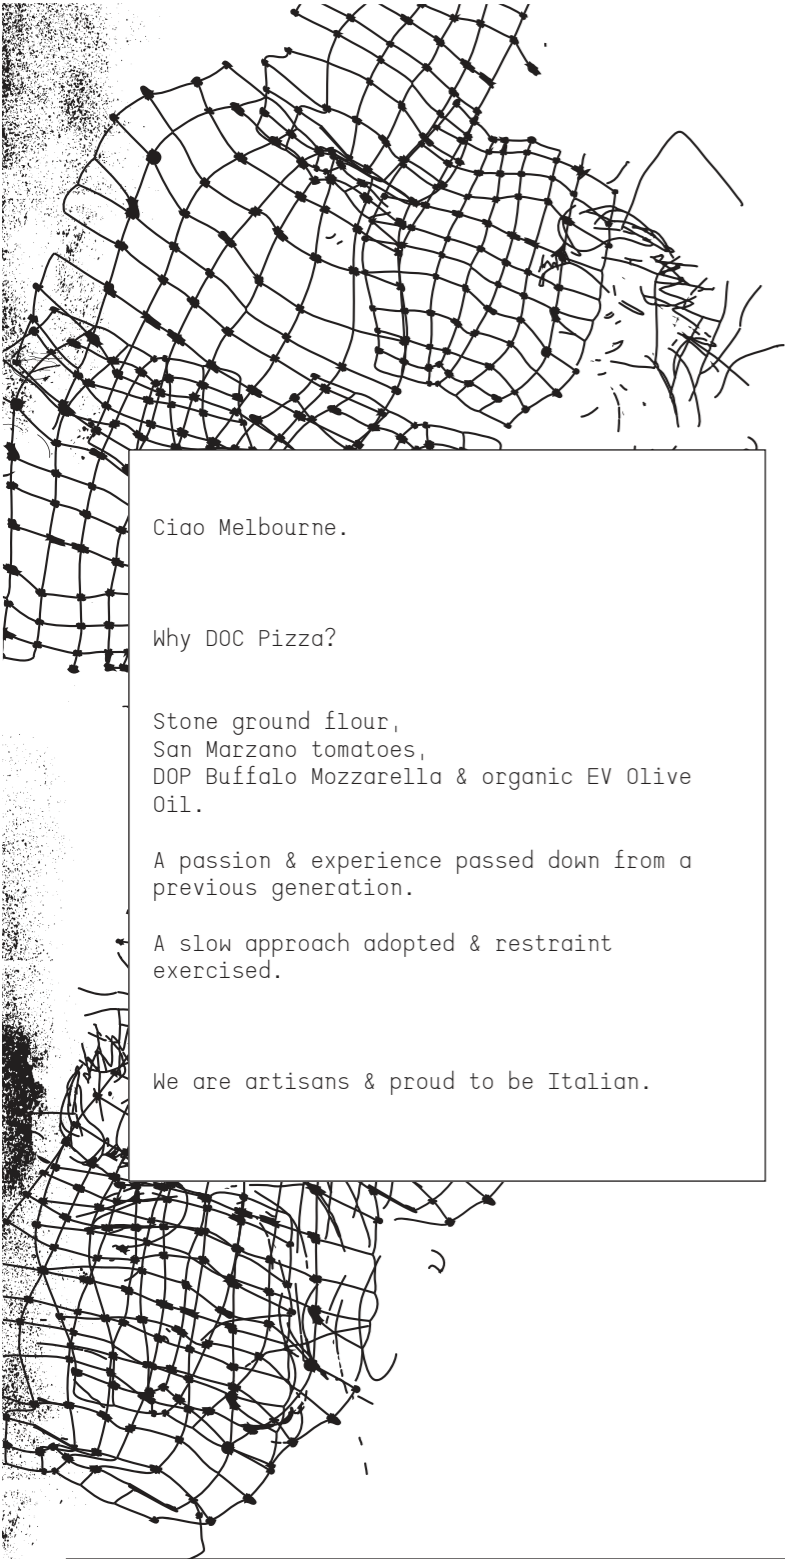 Ciao Melbourne.
Why DOC Pizza?
Stone ground flour,
San Marzano tomatoes,
DOP Buffalo Mozzarella & organic EV Olive
Oil.
A passion & experience passed down from a
previous generation.
A slow approach adopted & restraint
exercised.
We are artisans & proud to be Italian.